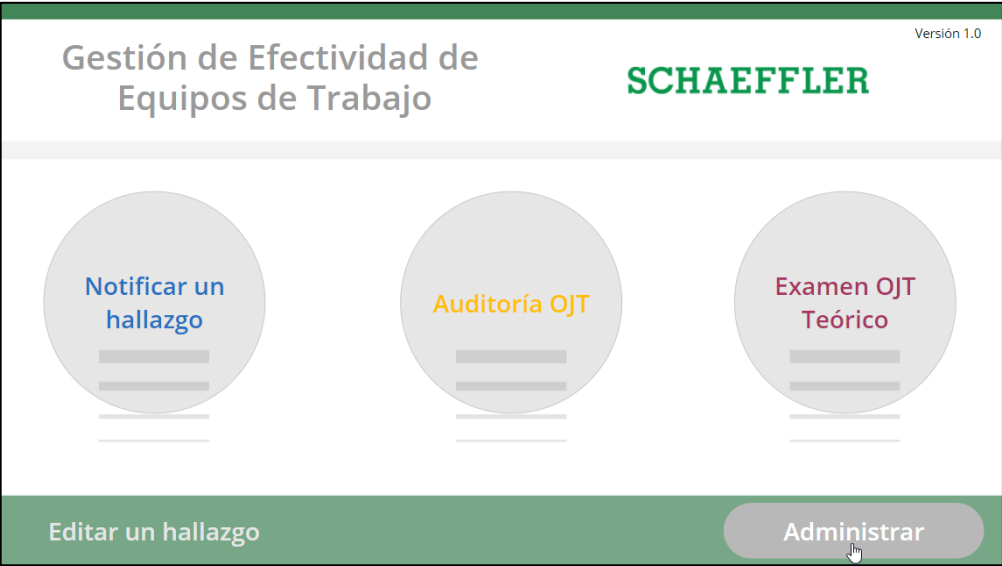 Versión 1.0
Gestión de Efectividad de
Equipos de Trabajo
SCHAEFFLER
Notificar un
hallazgo
Auditoría OJT
Examen OJT
Teórico
Editar un hallazgo
Administrar